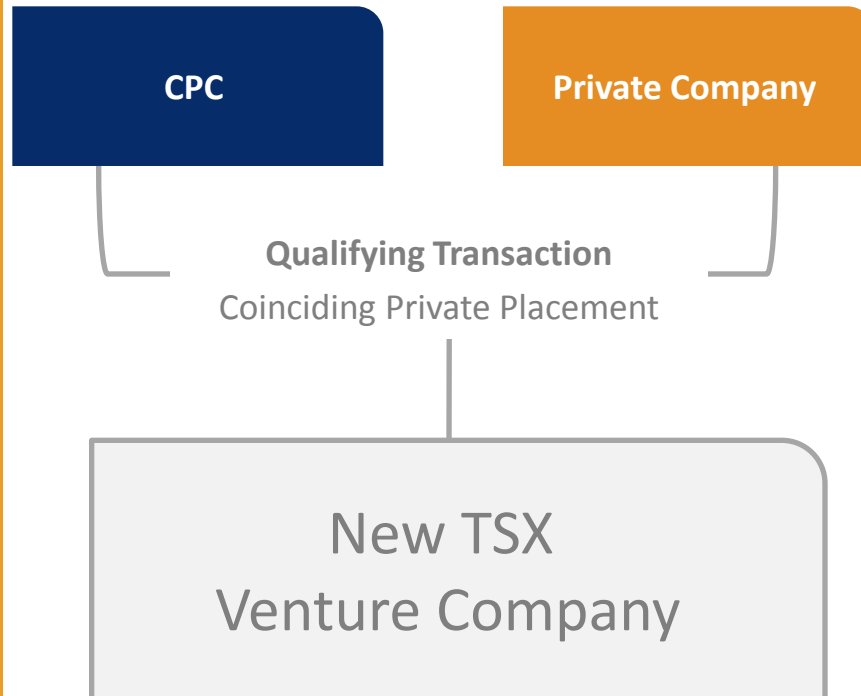 CPC
Private Company
Qualifying Transaction
Coinciding Private Placement
New TSX
Venture Company